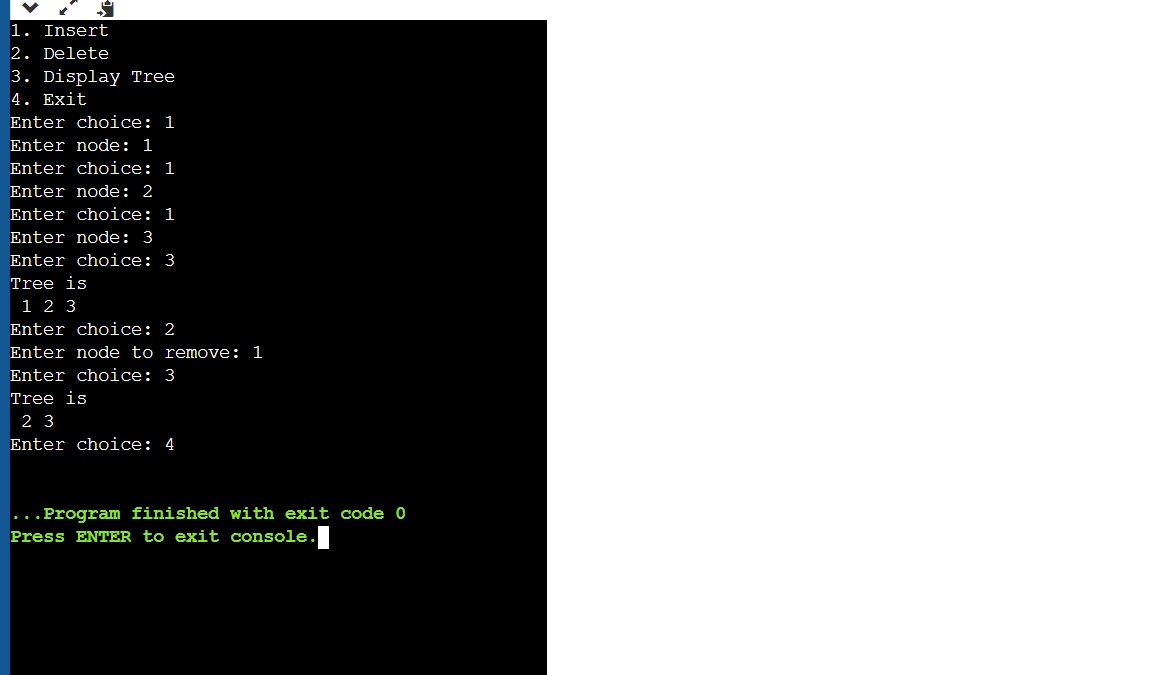 1. Insert
2. Delete
3. Display Tree
4. Exit
Enter choice: 1
Enter node: 1
Enter choice: 1
Enter node: 2
Enter choice: 1
Enter node: 3
Enter choice: 3
Tree is
1 2 3
Enter choice: 2
Enter node to remove: 1
Enter choice: 3
Tree is
2 3
Enter choice: 4
...Program finished with exit code 0
Press ENTER to exit console.